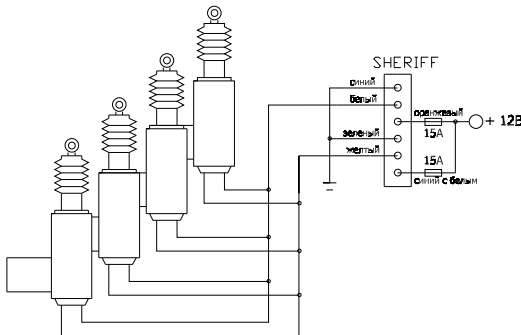 SHERIFF
синий
белый
оранжевый
15А
+ 12В
зеленый
желтый
15А
синий с белым